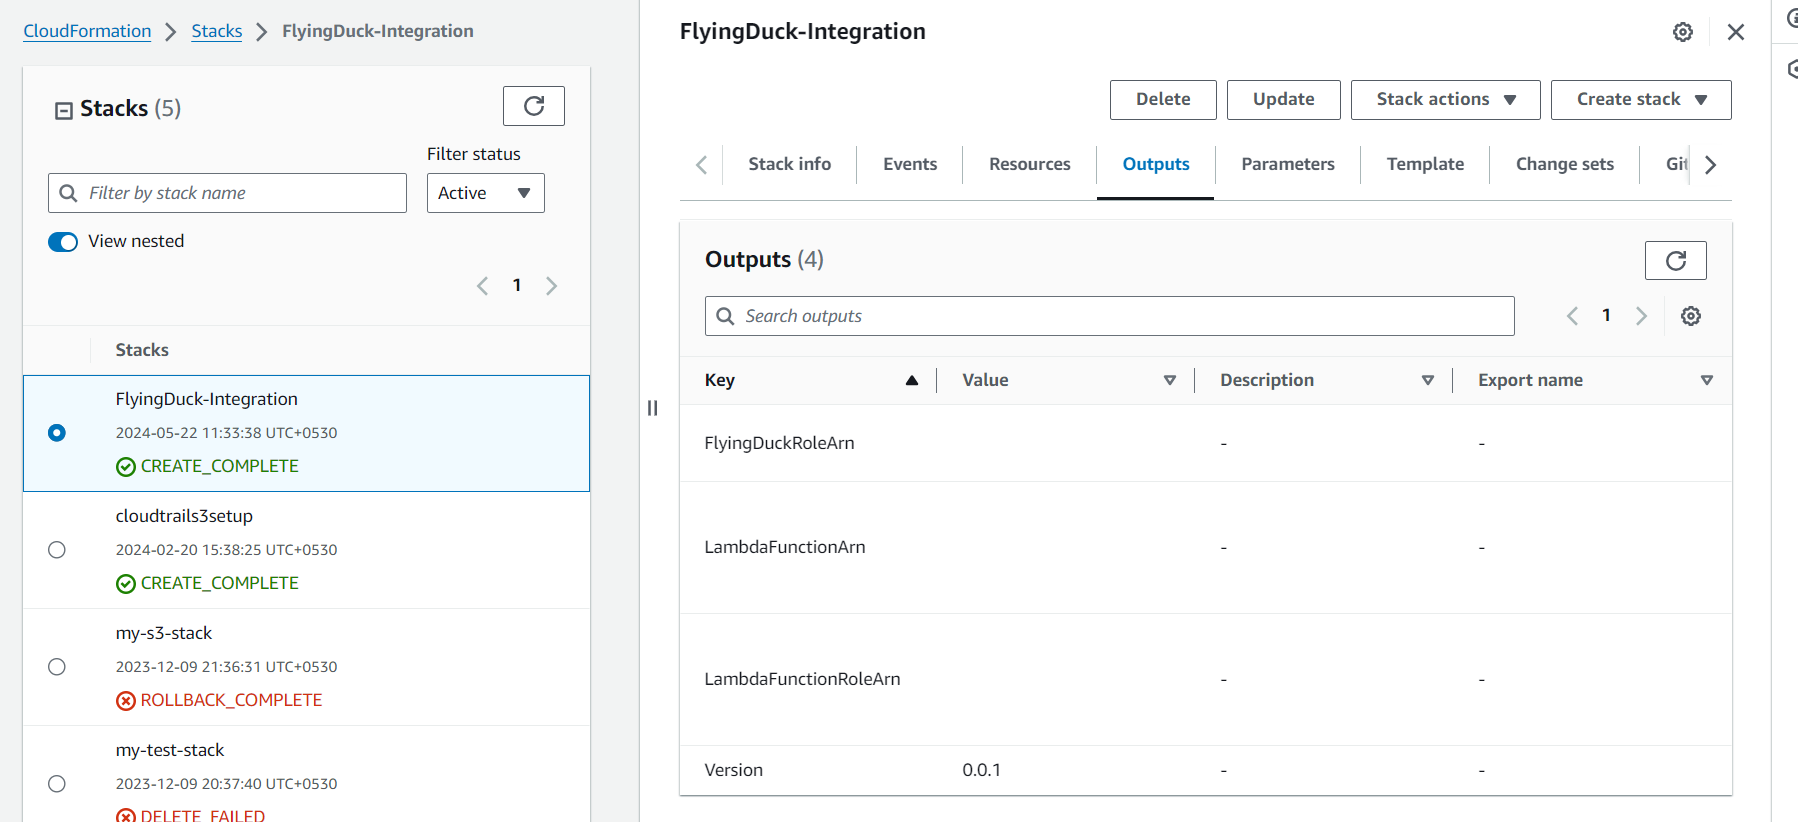 CloudFormation > Stacks > FlyingDuck-Integration
Stacks (5)
Filter status
Filter by stack name
Active
View nested
1
Stacks
FlyingDuck-Integration
2024-05-22 11:33:38 UTC+0530
CREATE_COMPLETE
cloudtrails3setup
2024-02-20 15:38:25 UTC+0530
CREATE_COMPLETE
my-s3-stack
2023-12-09 21:36:31 UTC+0530
ROLLBACK_COMPLETE
my-test-stack
2023-12-09 20:37:40 UTC+0530
DELETE_FAILED
FlyingDuck-Integration
Delete Update Stack actions Create stack
Stack info Events Resources Outputs Parameters Template Change sets Git
Outputs (4)
Search outputs
1
Key Value Description Export name
FlyingDuckRoleArn - -
LambdaFunctionArn - -
LambdaFunctionRoleArn - -
Version 0.0.1 - -